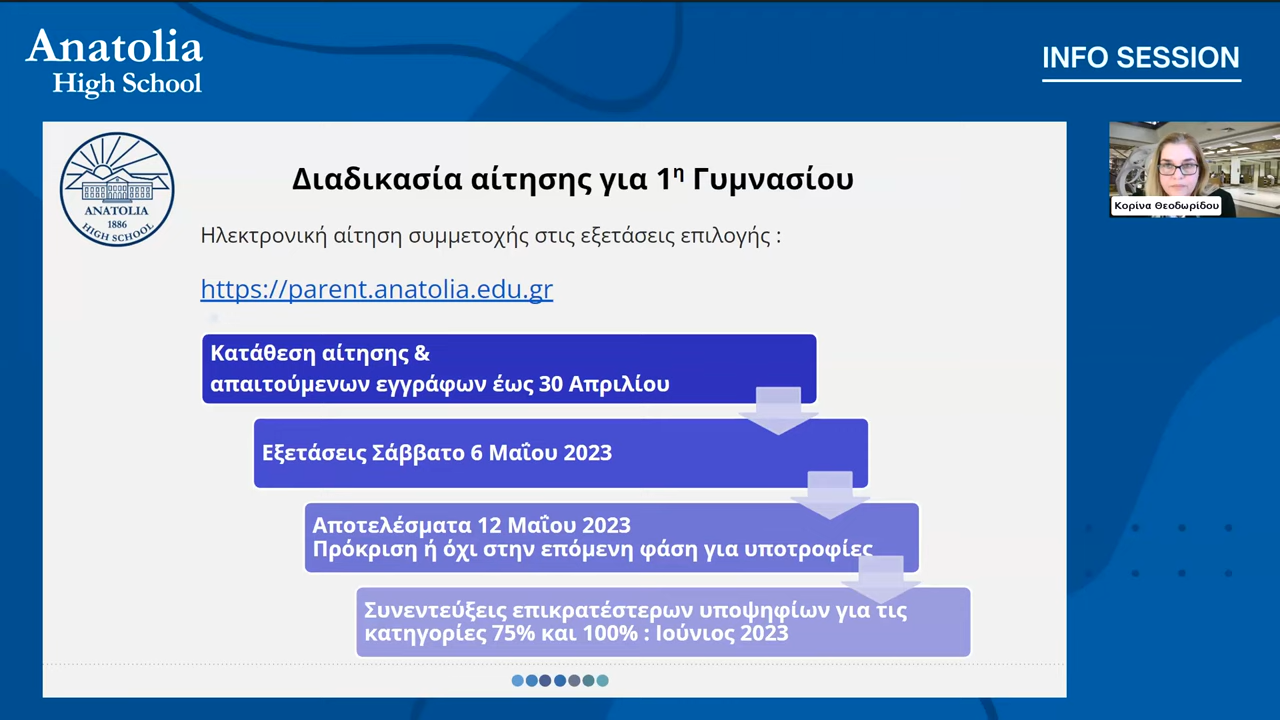 Anatolia
High School
INFO SESSION
ANATOLIA
1886
HIGH SCHOOL
Διαδικασία αίτησης για 1η Γυμνασίου
Ηλεκτρονική αίτηση συμμετοχής στις εξετάσεις επιλογής :
https://parent.anatolia.edu.gr
Κορίνα Θεοδωρίδου
Κατάθεση αίτησης &
απαιτούμενων εγγράφων έως 30 Απριλίου
Εξετάσεις Σάββατο 6 Μαΐου 2023
Αποτελέσματα 12 Μαΐου 2023
Πρόκριση ή όχι στην επόμενη φάση για υποτροφίες
Συνεντεύξεις επικρατέστερων υποψηφίων για τις
κατηγορίες 75% και 100% : Ιούνιος 2023